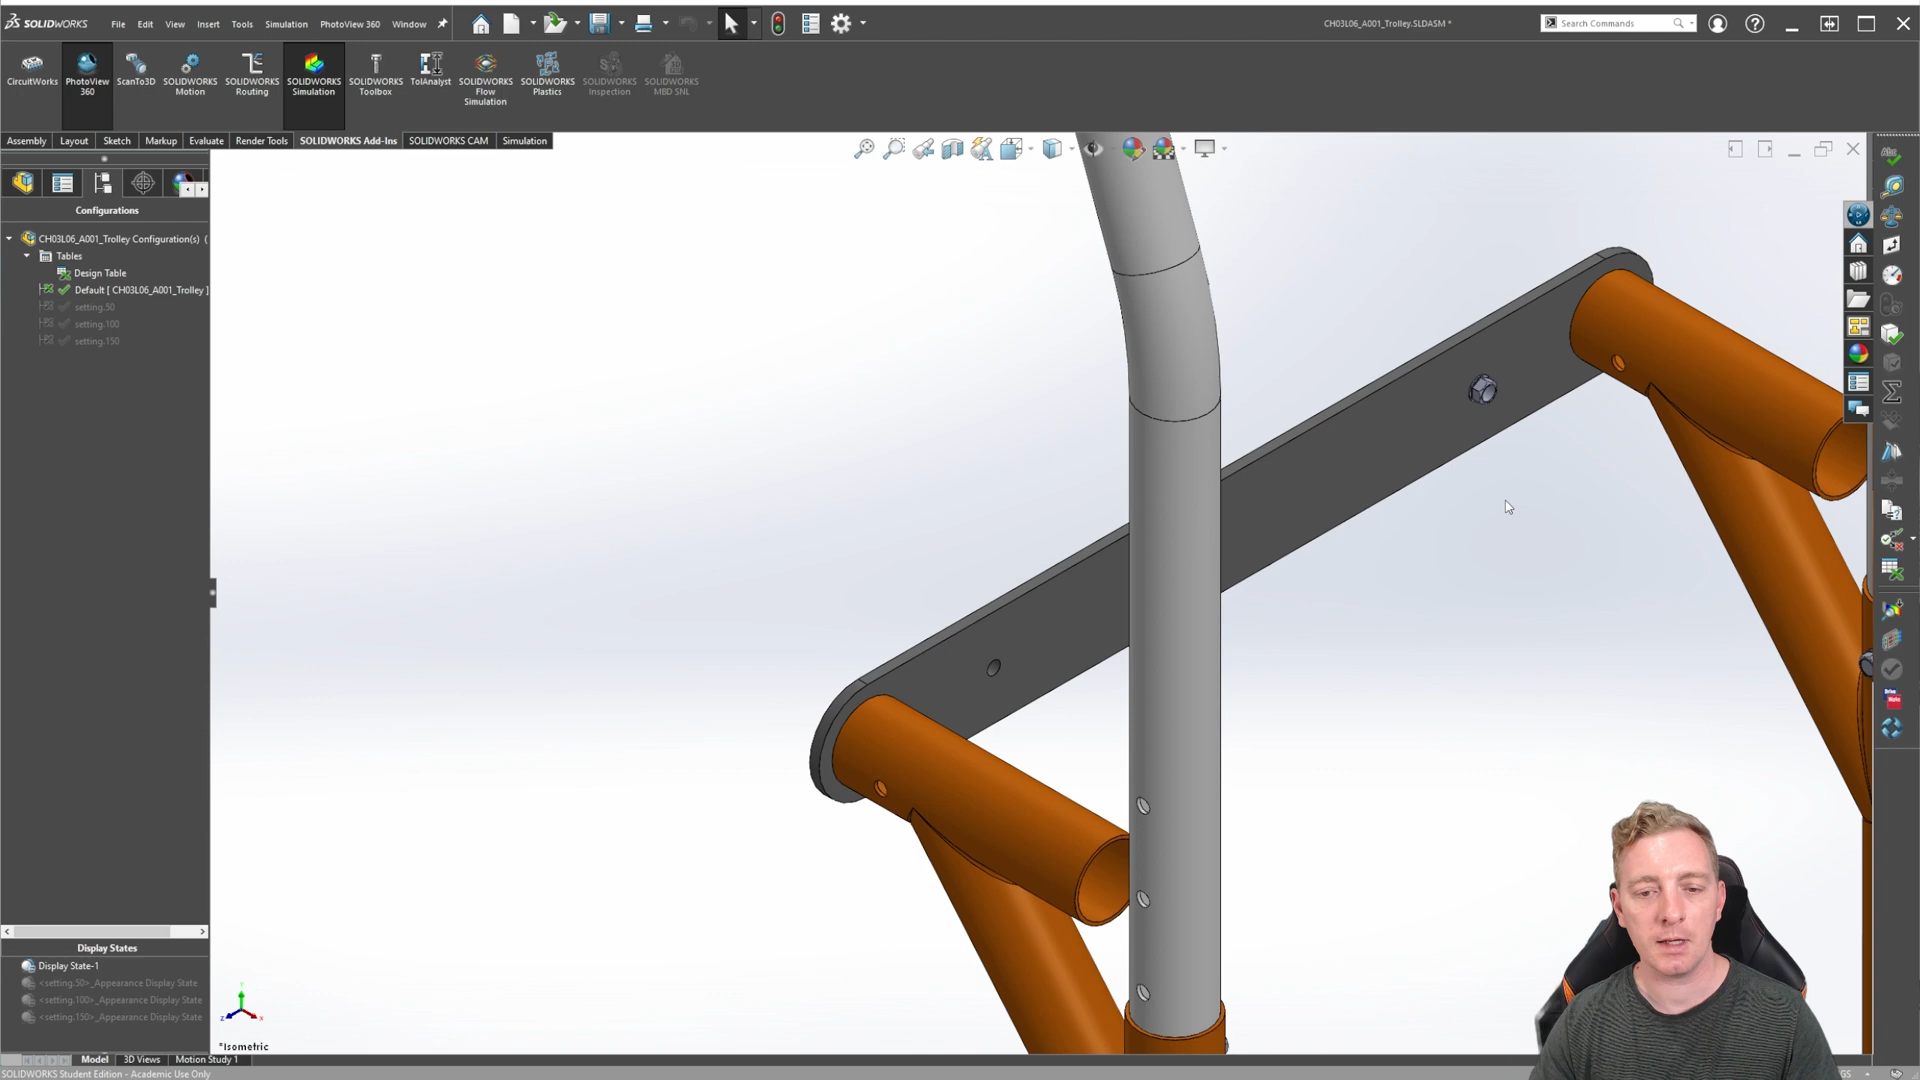 SOLIDWORKS
File
Edit
View
Insert
Tools
Simulation
PhotoView 360
Window
CH03L06_A001_Trolley.SLDASM *
Search Commands
CircuitWorks
PhotoView
360
ScanTo3D
SOLIDWORKS
Motion
SOLIDWORKS
Routing
SOLIDWORKS
Simulation
SOLIDWORKS
Toolbox
TolAnalyst
SOLIDWORKS
Flow
Simulation
SOLIDWORKS
Plastics
SOLIDWORKS
Inspection
SOLIDWORKS
MBD SNL
Assembly
Layout
Sketch
Markup
Evaluate
Render Tools
SOLIDWORKS Add-Ins
SOLIDWORKS CAM
Simulation
Configurations
CH03L06_A001_Trolley Configuration(s) (
Tables
Design Table
Default [ CH03L06_A001_Trolley ]
setting.50
setting.100
setting.150
Display States
Display State-1
<setting.50>_Appearance Display State
<setting.100>_Appearance Display State
<setting.150>_Appearance Display State
*Isometric
Model
3D Views
Motion Study 1
SOLIDWORKS Student Edition - Academic Use Only